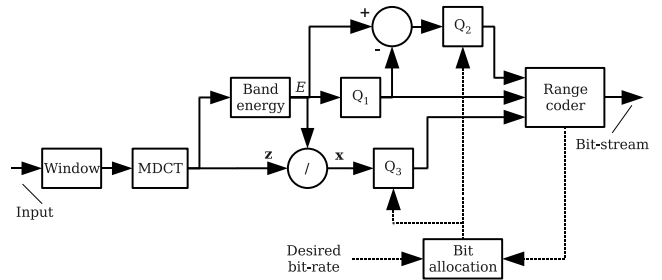 +
-
Q2
Band
energy
E
Q1
Range
coder
Bit-stream
z
/
x
Window
MDCT
Q3
Input
Desired
bit-rate
Bit
allocation